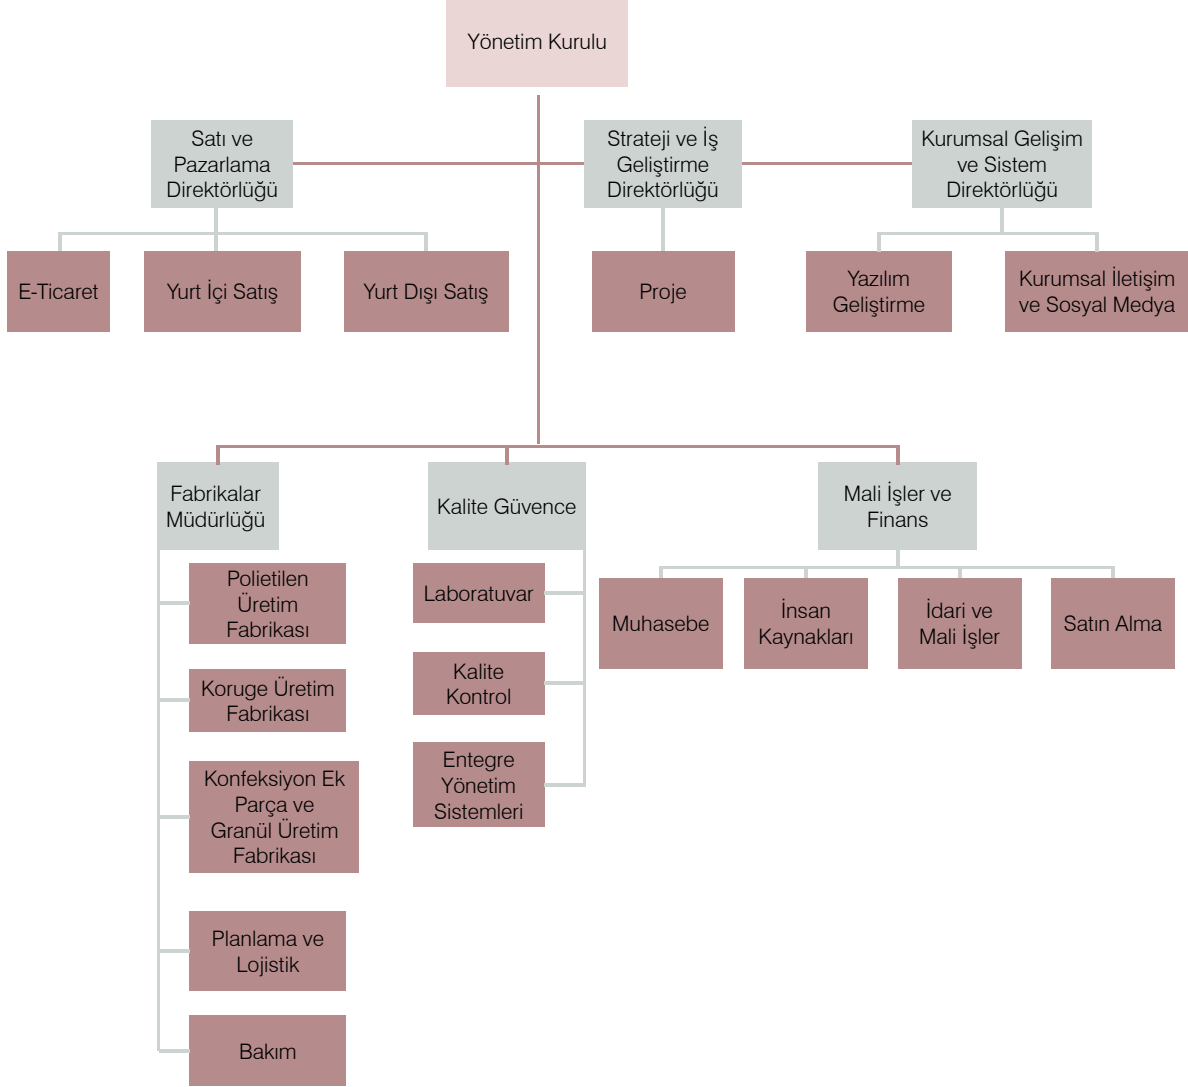 Yönetim Kurulu
Satı ve
Pazarlama
Direktörlüğü
Strateji ve İş
Geliştirme
Direktörlüğü
Kurumsal Gelişim
ve Sistem
Direktörlüğü
E-Ticaret
Yurt İçi Satış
Yurt Dışı Satış
Proje
Yazılım
Geliştirme
Kurumsal İletişim
ve Sosyal Medya
Fabrikalar
Müdürlüğü
Kalite Güvence
Mali İşler ve
Finans
Polietilen
Üretim
Fabrikası
Koruge Üretim
Fabrikası
Konfeksiyon Ek
Parça ve
Granül Üretim
Fabrikası
Planlama ve
Lojistik
Bakım
Laboratuvar
Kalite
Kontrol
Entegre
Yönetim
Sistemleri
Muhasebe
İnsan
Kaynakları
İdari ve
Mali İşler
Satın Alma